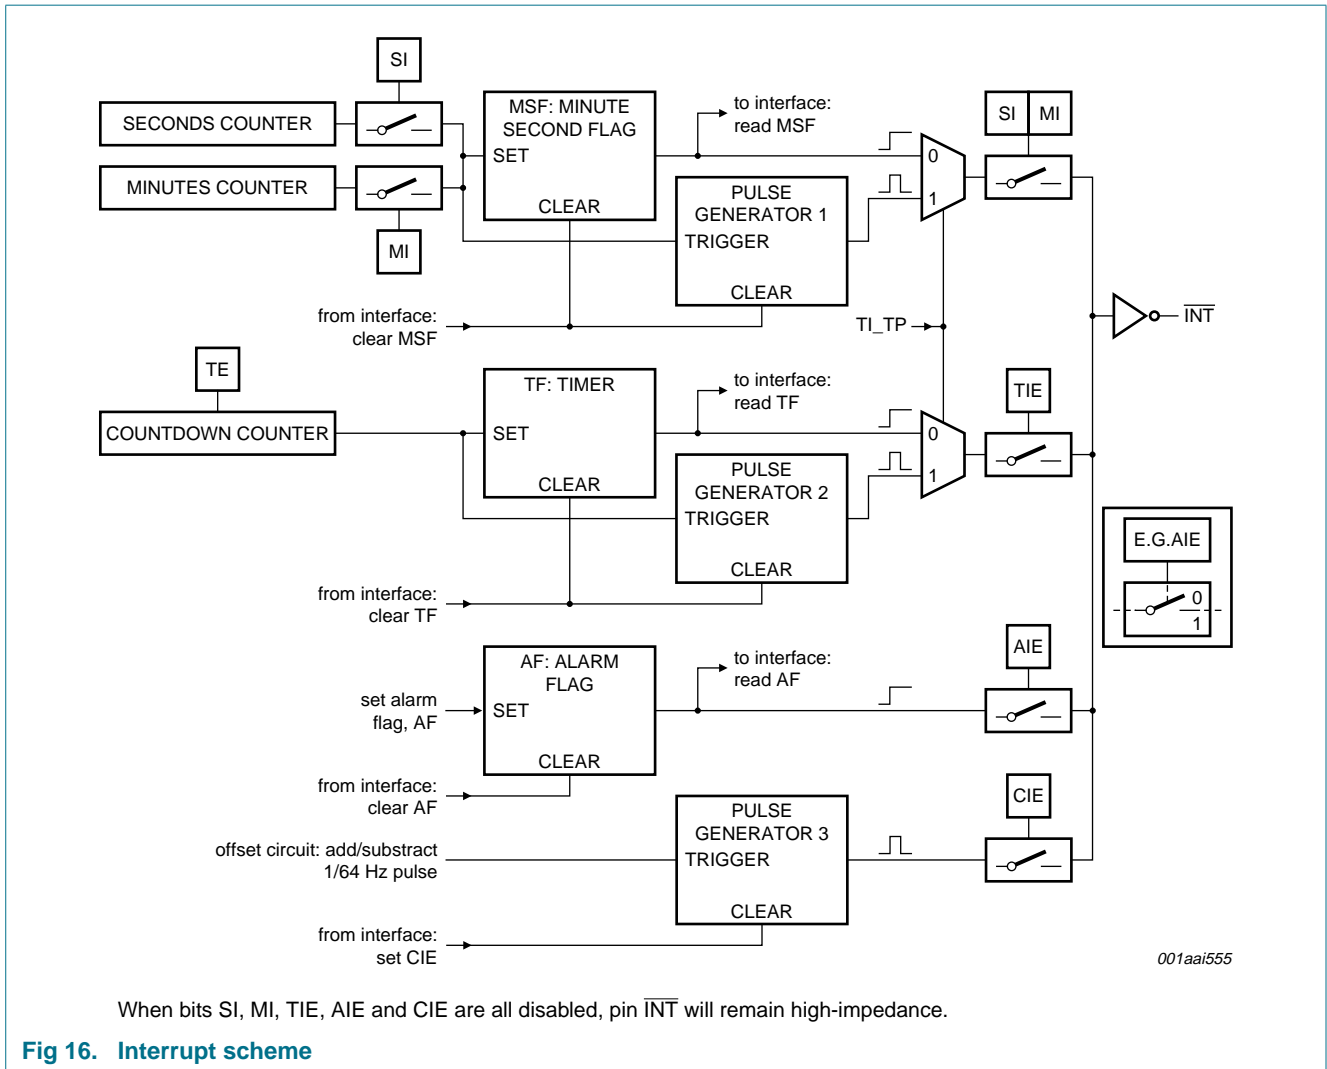 SI
SECONDS COUNTER
MINUTES COUNTER
MI
MSF: MINUTE
SECOND FLAG
SET
CLEAR
to interface:
read MSF
PULSE
GENERATOR 1
TRIGGER
CLEAR
0
1
SI MI
from interface:
clear MSF
TI_TP
INT
TE
COUNTDOWN COUNTER
TF: TIMER
SET
CLEAR
to interface:
read TF
PULSE
GENERATOR 2
TRIGGER
CLEAR
0
1
TIE
from interface:
clear TF
E.G.AIE
0
1
set alarm
flag, AF
AF: ALARM
FLAG
SET
CLEAR
to interface:
read AF
AIE
from interface:
clear AF
offset circuit: add/substract
1/64 Hz pulse
PULSE
GENERATOR 3
TRIGGER
CLEAR
CIE
from interface:
set CIE
001aai555
When bits SI, MI, TIE, AIE and CIE are all disabled, pin INT will remain high-impedance.
Fig 16. Interrupt scheme